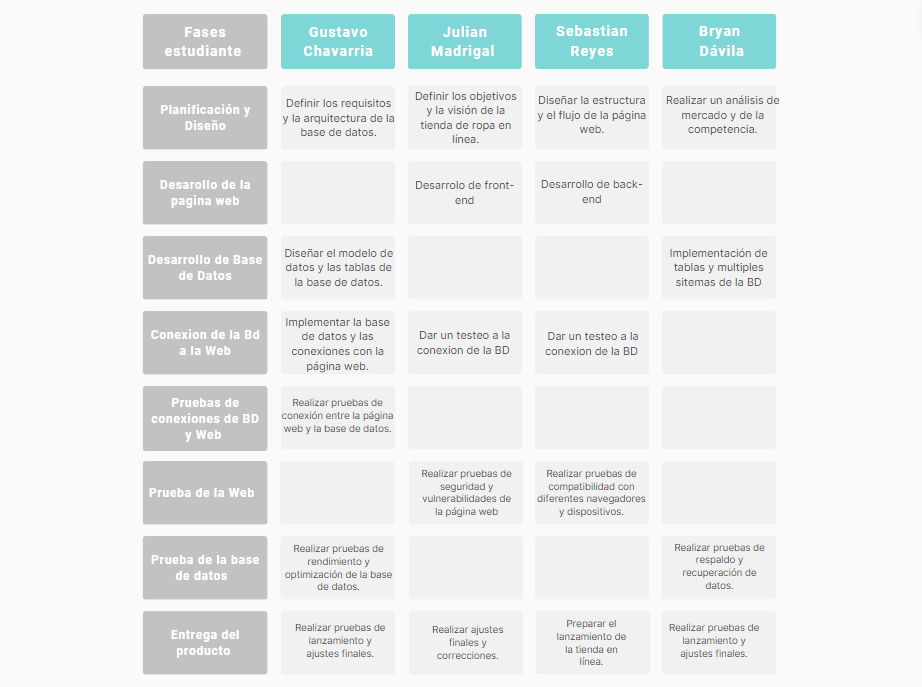 Fases
estudiante
Gustavo
Chavarria
Julian
Madrigal
Sebastian
Reyes
Bryan
Dávila
Planificación y
Diseño
Definir los requisitos
y la arquitectura de la
base de datos.
Definir los objetivos
y la visión de la
tienda de ropa en
línea.
Diseñar la estructura
y el flujo de la página
web.
Realizar un análisis de
mercado y de la
competencia.
Desarollo de la
pagina web
Desarrolo de front-
end
Desarrollo de back-
end
Desarrollo de Base
de Datos
Diseñar el modelo de
datos y las tablas de
la base de datos.
Implementación de
tablas y multiples
sitemas de la BD
Conexion de la Bd
a la Web
Implementar la base
de datos y las
conexiones con la
página web.
Dar un testeo a la
conexion de la BD
Dar un testeo a la
conexion de la BD
Pruebas de
conexiones de BD
y Web
Realizar pruebas de
conexión entre la página
web y la base de datos.
Prueba de la Web
Realizar pruebas de
seguridad y
vulnerabilidades de
la página web
Realizar pruebas de
compatibilidad con
diferentes navegadores
y dispositivos.
Prueba de la base
de datos
Realizar pruebas de
rendimiento y
optimización de la base
de datos.
Realizar pruebas de
respaldo y
recuperación de
datos.
Entrega del
producto
Realizar pruebas de
lanzamiento y
ajustes finales.
Realizar ajustes
finales y
correcciones.
Preparar el
lanzamiento de
la tienda en
línea.
Realizar pruebas de
lanzamiento y
ajustes finales.